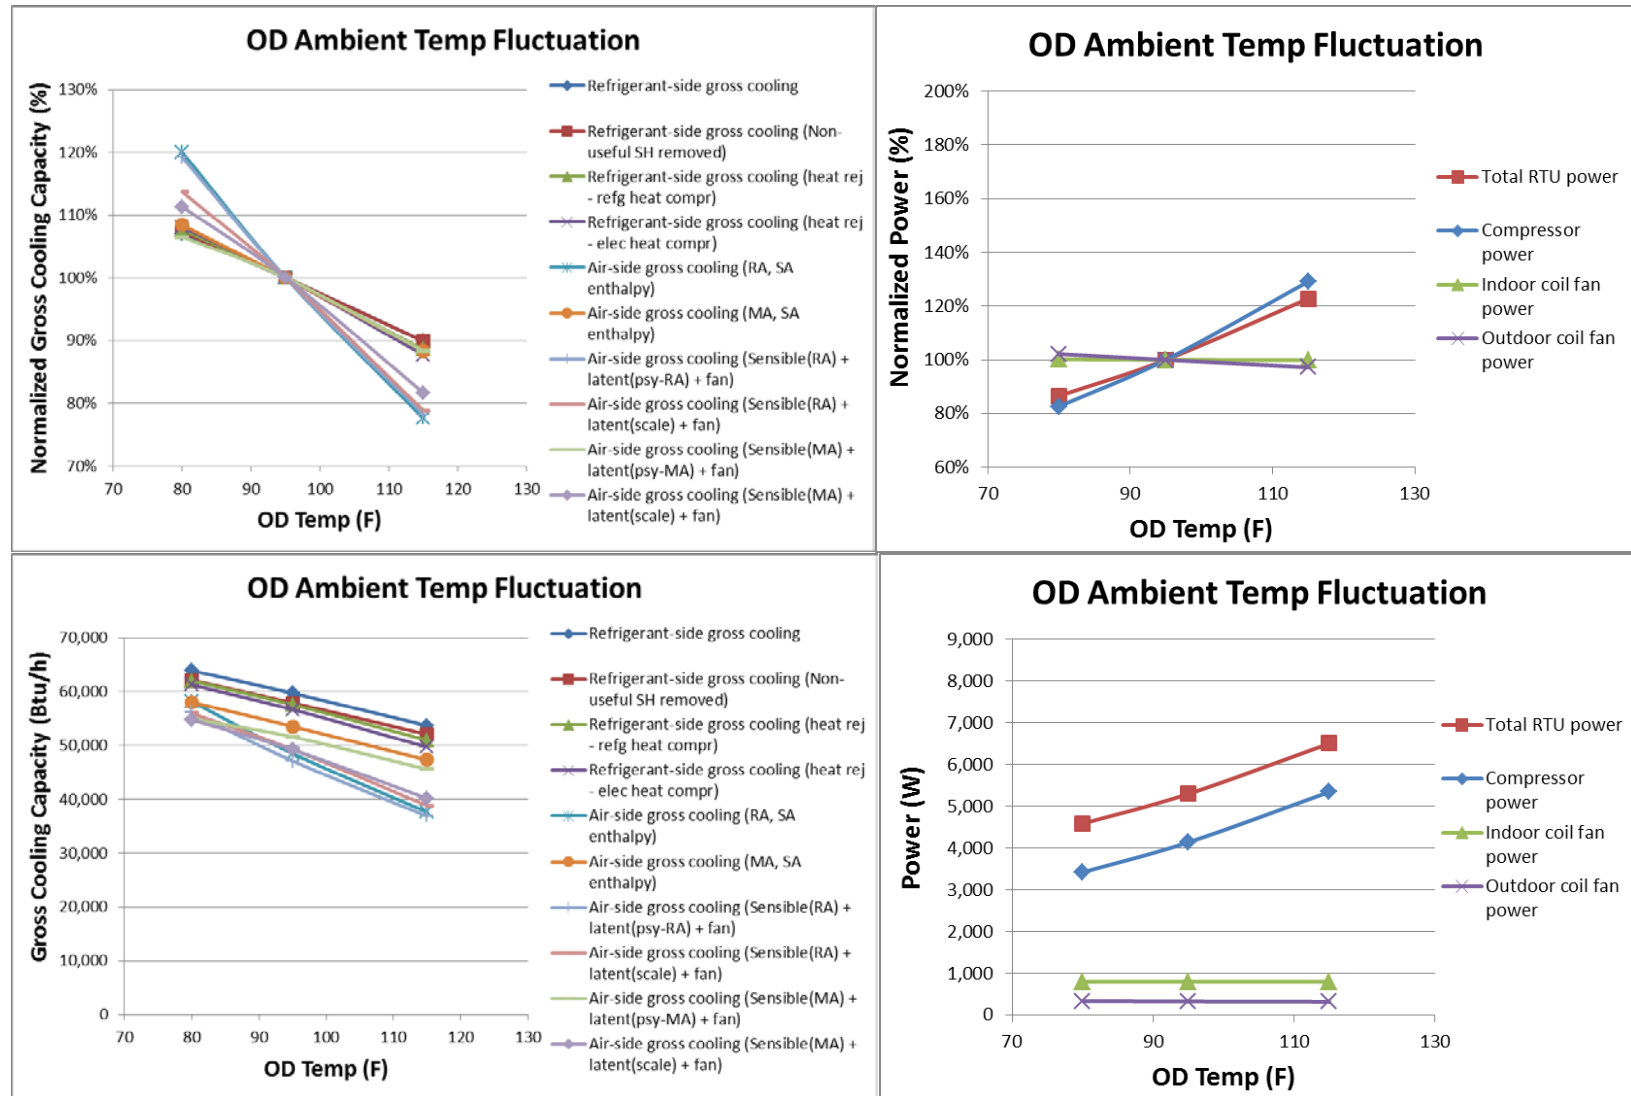 OD Ambient Temp Fluctuation
Normalized Gross Cooling Capacity (%)
130%
120%
110%
100%
90%
80%
70%
70 80 90 100 110 120 130
OD Temp (F)
Refrigerant-side gross cooling
Refrigerant-side gross cooling (Non-
useful SH removed)
Refrigerant-side gross cooling (heat rej
- refg heat compr)
Refrigerant-side gross cooling (heat rej
- elec heat compr)
Air-side gross cooling (RA, SA
enthalpy)
Air-side gross cooling (MA, SA
enthalpy)
Air-side gross cooling (Sensible(RA) +
latent(psy-RA) + fan)
Air-side gross cooling (Sensible(RA) +
latent(scale) + fan)
Air-side gross cooling (Sensible(MA) +
latent(psy-MA) + fan)
Air-side gross cooling (Sensible(MA) +
latent(scale) + fan)
OD Ambient Temp Fluctuation
Normalized Power (%)
200%
180%
160%
140%
120%
100%
80%
60%
70 90 110 130
OD Temp (F)
Total RTU power
Compressor
power
Indoor coil fan
power
Outdoor coil fan
power
OD Ambient Temp Fluctuation
Gross Cooling Capacity (Btu/h)
70,000
60,000
50,000
40,000
30,000
20,000
10,000
0
70 80 90 100 110 120 130
OD Temp (F)
Refrigerant-side gross cooling
Refrigerant-side gross cooling (Non-
useful SH removed)
Refrigerant-side gross cooling (heat rej
- refg heat compr)
Refrigerant-side gross cooling (heat rej
- elec heat compr)
Air-side gross cooling (RA, SA
enthalpy)
Air-side gross cooling (MA, SA
enthalpy)
Air-side gross cooling (Sensible(RA) +
latent(psy-RA) + fan)
Air-side gross cooling (Sensible(RA) +
latent(scale) + fan)
Air-side gross cooling (Sensible(MA) +
latent(psy-MA) + fan)
Air-side gross cooling (Sensible(MA) +
latent(scale) + fan)
OD Ambient Temp Fluctuation
Power (W)
9,000
8,000
7,000
6,000
5,000
4,000
3,000
2,000
1,000
0
70 90 110 130
OD Temp (F)
Total RTU power
Compressor
power
Indoor coil fan
power
Outdoor coil fan
power